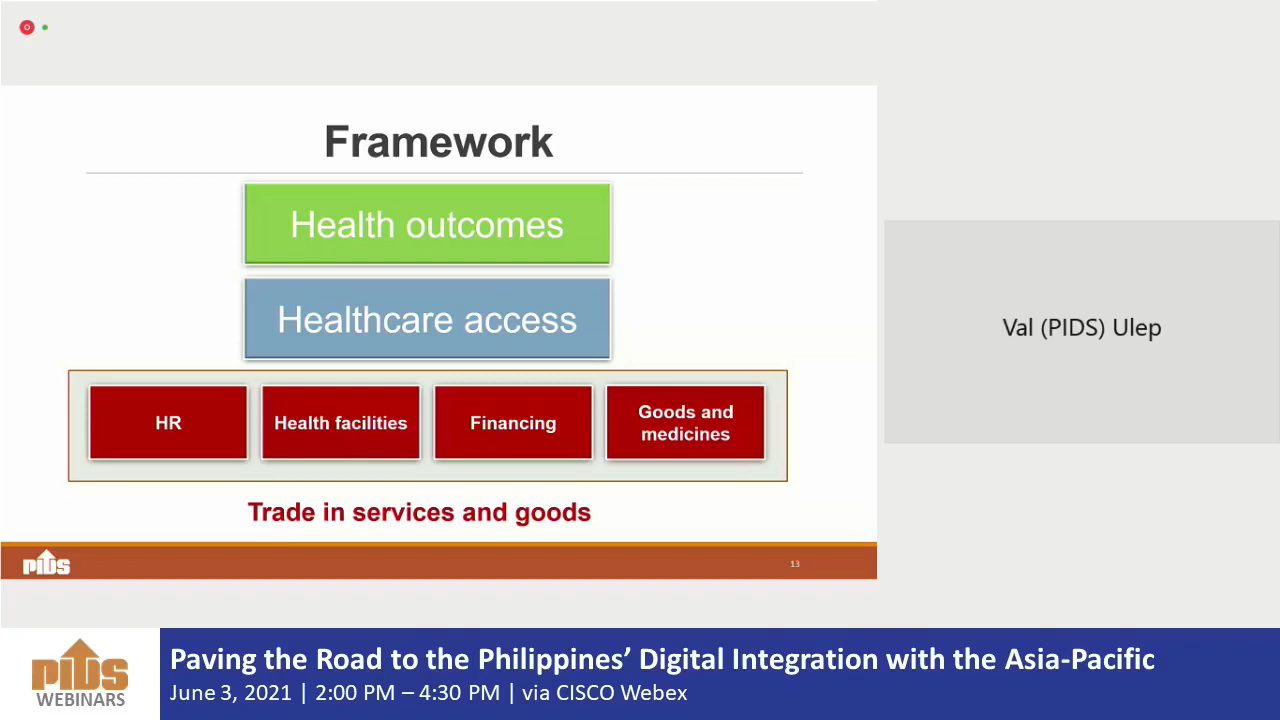 Framework
Health outcomes
Healthcare access
HR
Health facilities
Financing
Goods and
medicines
Trade in services and goods
PIDS
13
Val (PIDS) Ulep
PIDS
WEBINARS
Paving the Road to the Philippines’ Digital Integration with the Asia-Pacific
June 3, 2021 | 2:00 PM – 4:30 PM | via CISCO Webex